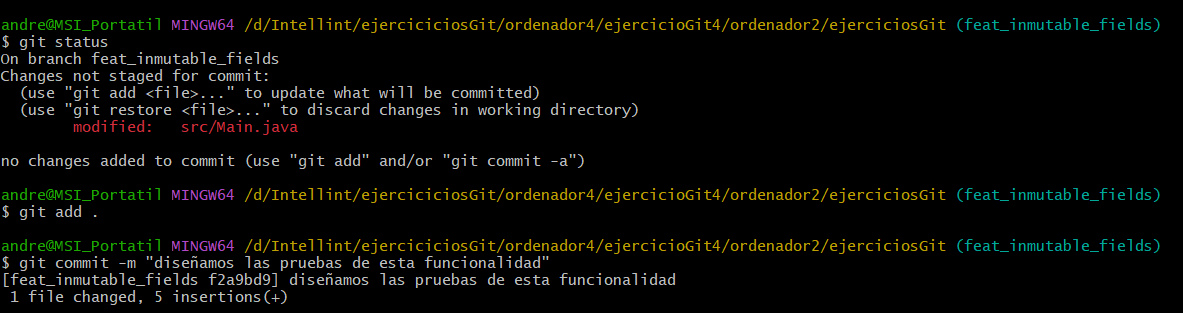 andre@MSI_Portatil MINGW64 /d/Intellint/ejerciciciosGit/ordenador4/ejercicioGit4/ordenador2/ejerciciosGit (feat_inmutable_fields)
$ git status
On branch feat_inmutable_fields
Changes not staged for commit:
  (use "git add <file>..." to update what will be committed)
  (use "git restore <file>..." to discard changes in working directory)
        modified:   src/Main.java

no changes added to commit (use "git add" and/or "git commit -a")

andre@MSI_Portatil MINGW64 /d/Intellint/ejerciciciosGit/ordenador4/ejercicioGit4/ordenador2/ejerciciosGit (feat_inmutable_fields)
$ git add .

andre@MSI_Portatil MINGW64 /d/Intellint/ejerciciciosGit/ordenador4/ejercicioGit4/ordenador2/ejerciciosGit (feat_inmutable_fields)
$ git commit -m "diseñamos las pruebas de esta funcionalidad"
[feat_inmutable_fields f2a9bd9] diseñamos las pruebas de esta funcionalidad
 1 file changed, 5 insertions(+)